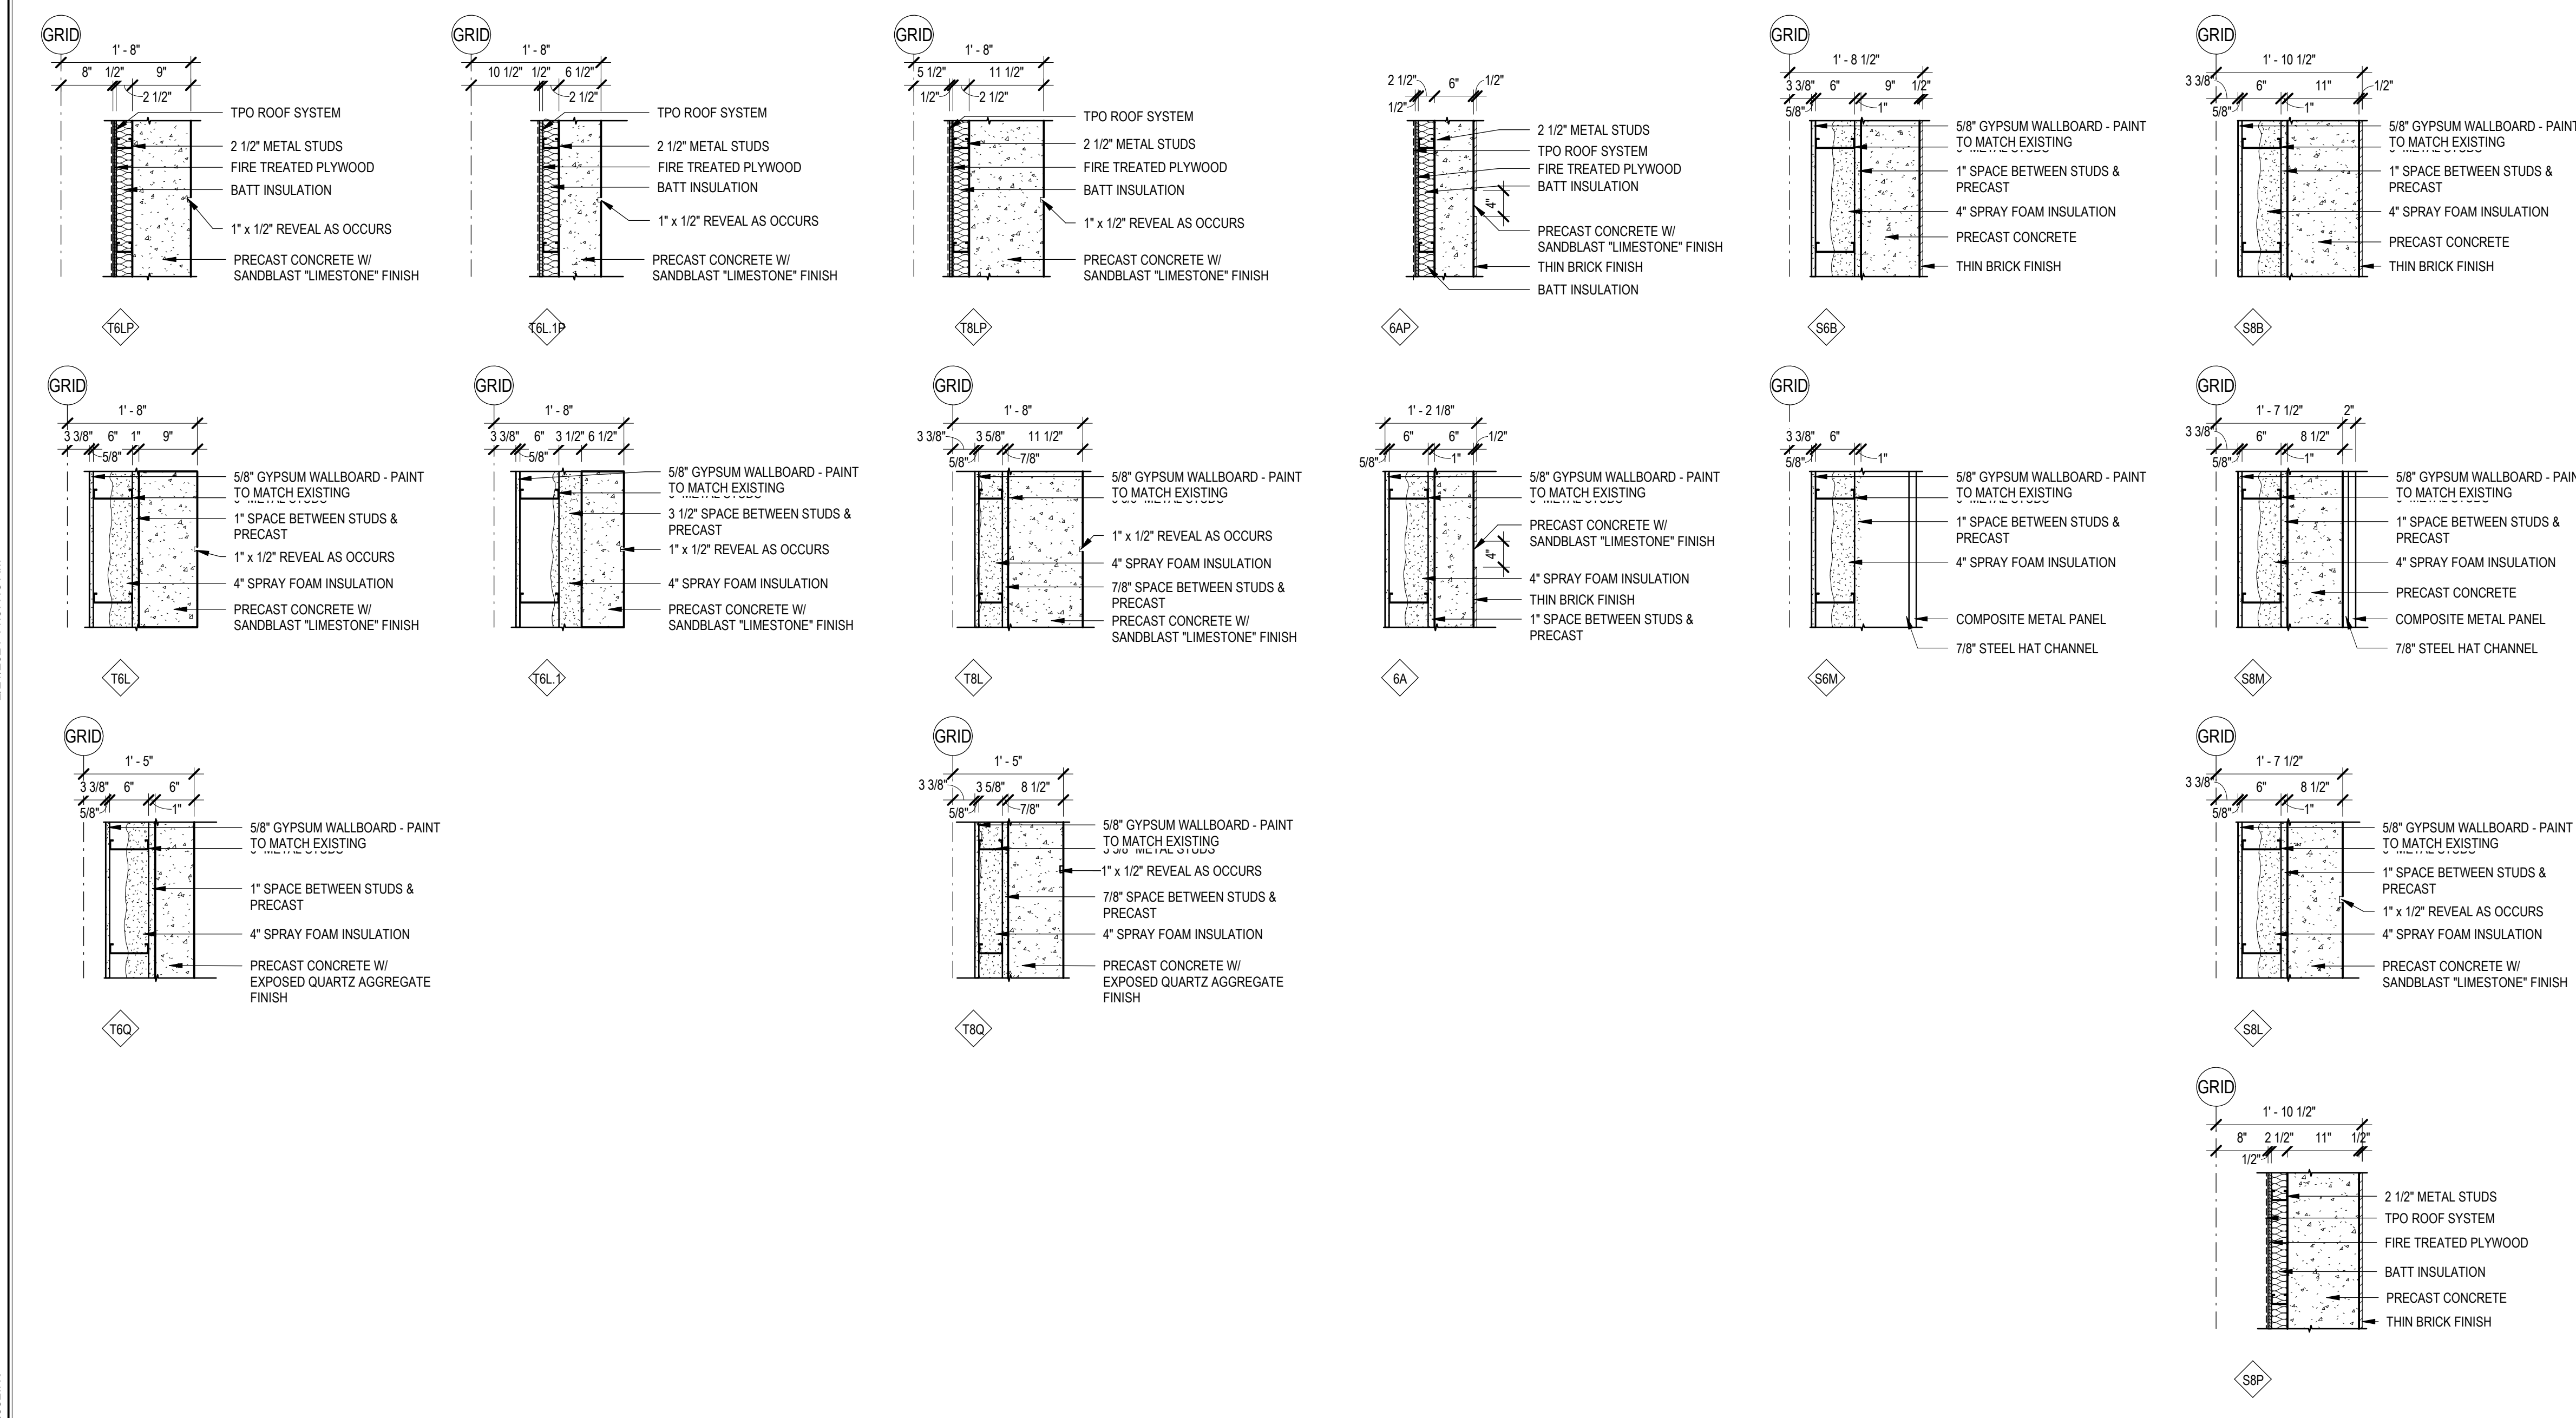 GRID
1' - 8"
8" 1/2" 9"
2 1/2"
TPO ROOF SYSTEM
2 1/2" METAL STUDS
FIRE TREATED PLYWOOD
BATT INSULATION
1" x 1/2" REVEAL AS OCCURS
PRECAST CONCRETE W/
SANDBLAST "LIMESTONE" FINISH
T6LP
GRID
1' - 8"
10 1/2" 1/2" 6 1/2"
2 1/2"
TPO ROOF SYSTEM
2 1/2" METAL STUDS
FIRE TREATED PLYWOOD
BATT INSULATION
1" x 1/2" REVEAL AS OCCURS
PRECAST CONCRETE W/
SANDBLAST "LIMESTONE" FINISH
T6L.1P
GRID
1' - 8"
5 1/2" 11 1/2"
1/2" 2 1/2"
TPO ROOF SYSTEM
2 1/2" METAL STUDS
FIRE TREATED PLYWOOD
BATT INSULATION
1" x 1/2" REVEAL AS OCCURS
PRECAST CONCRETE W/
SANDBLAST "LIMESTONE" FINISH
T8LP
2 1/2" 6" 1/2"
1/2"
2 1/2" METAL STUDS
TPO ROOF SYSTEM
FIRE TREATED PLYWOOD
BATT INSULATION
4"
PRECAST CONCRETE W/
SANDBLAST "LIMESTONE" FINISH
THIN BRICK FINISH
BATT INSULATION
6AP
GRID
1' - 8 1/2"
3 3/8" 6" 9" 1/2"
5/8" 1"
5/8" GYPSUM WALLBOARD - PAINT
TO MATCH EXISTING
1" SPACE BETWEEN STUDS &
PRECAST
4" SPRAY FOAM INSULATION
PRECAST CONCRETE
THIN BRICK FINISH
S6B
GRID
1' - 10 1/2"
3 3/8" 6" 11" 1/2"
5/8" 1"
5/8" GYPSUM WALLBOARD - PAINT
TO MATCH EXISTING
1" SPACE BETWEEN STUDS &
PRECAST
4" SPRAY FOAM INSULATION
PRECAST CONCRETE
THIN BRICK FINISH
S8B
GRID
1' - 8"
3 3/8" 6" 1" 9"
5/8"
5/8" GYPSUM WALLBOARD - PAINT
TO MATCH EXISTING
1" SPACE BETWEEN STUDS &
PRECAST
1" x 1/2" REVEAL AS OCCURS
4" SPRAY FOAM INSULATION
PRECAST CONCRETE W/
SANDBLAST "LIMESTONE" FINISH
T6L
GRID
1' - 8"
3 3/8" 6" 3 1/2" 6 1/2"
5/8"
5/8" GYPSUM WALLBOARD - PAINT
TO MATCH EXISTING
3 1/2" SPACE BETWEEN STUDS &
PRECAST
1" x 1/2" REVEAL AS OCCURS
4" SPRAY FOAM INSULATION
PRECAST CONCRETE W/
SANDBLAST "LIMESTONE" FINISH
T6L.1
GRID
1' - 8"
3 3/8" 3 5/8" 11 1/2"
5/8" 7/8"
5/8" GYPSUM WALLBOARD - PAINT
TO MATCH EXISTING
1" x 1/2" REVEAL AS OCCURS
4" SPRAY FOAM INSULATION
7/8" SPACE BETWEEN STUDS &
PRECAST
PRECAST CONCRETE W/
SANDBLAST "LIMESTONE" FINISH
T8L
1' - 2 1/8"
6" 6" 1/2"
5/8" 1"
5/8" GYPSUM WALLBOARD - PAINT
TO MATCH EXISTING
PRECAST CONCRETE W/
SANDBLAST "LIMESTONE" FINISH
4"
4" SPRAY FOAM INSULATION
THIN BRICK FINISH
1" SPACE BETWEEN STUDS &
PRECAST
6A
GRID
3 3/8" 6"
5/8" 1"
5/8" GYPSUM WALLBOARD - PAINT
TO MATCH EXISTING
1" SPACE BETWEEN STUDS &
PRECAST
4" SPRAY FOAM INSULATION
COMPOSITE METAL PANEL
7/8" STEEL HAT CHANNEL
S6M
GRID
1' - 7 1/2" 2"
3 3/8" 6" 8 1/2"
5/8" 1"
5/8" GYPSUM WALLBOARD - PAINT
TO MATCH EXISTING
1" SPACE BETWEEN STUDS &
PRECAST
4" SPRAY FOAM INSULATION
PRECAST CONCRETE
COMPOSITE METAL PANEL
7/8" STEEL HAT CHANNEL
S8M
GRID
1' - 5"
3 3/8" 6" 6"
5/8" 1"
5/8" GYPSUM WALLBOARD - PAINT
TO MATCH EXISTING
1" SPACE BETWEEN STUDS &
PRECAST
4" SPRAY FOAM INSULATION
PRECAST CONCRETE W/
EXPOSED QUARTZ AGGREGATE
FINISH
T6Q
GRID
1' - 5"
3 3/8" 3 5/8" 8 1/2"
5/8" 7/8"
5/8" GYPSUM WALLBOARD - PAINT
TO MATCH EXISTING
3 5/8" METAL STUDS
1" x 1/2" REVEAL AS OCCURS
7/8" SPACE BETWEEN STUDS &
PRECAST
4" SPRAY FOAM INSULATION
PRECAST CONCRETE W/
EXPOSED QUARTZ AGGREGATE
FINISH
T8Q
GRID
1' - 7 1/2"
3 3/8" 6" 8 1/2"
5/8" 1"
5/8" GYPSUM WALLBOARD - PAINT
TO MATCH EXISTING
1" SPACE BETWEEN STUDS &
PRECAST
1" x 1/2" REVEAL AS OCCURS
4" SPRAY FOAM INSULATION
PRECAST CONCRETE W/
SANDBLAST "LIMESTONE" FINISH
S8L
GRID
1' - 10 1/2"
8" 2 1/2" 11" 1/2"
1/2"
2 1/2" METAL STUDS
TPO ROOF SYSTEM
FIRE TREATED PLYWOOD
BATT INSULATION
PRECAST CONCRETE
THIN BRICK FINISH
S8P